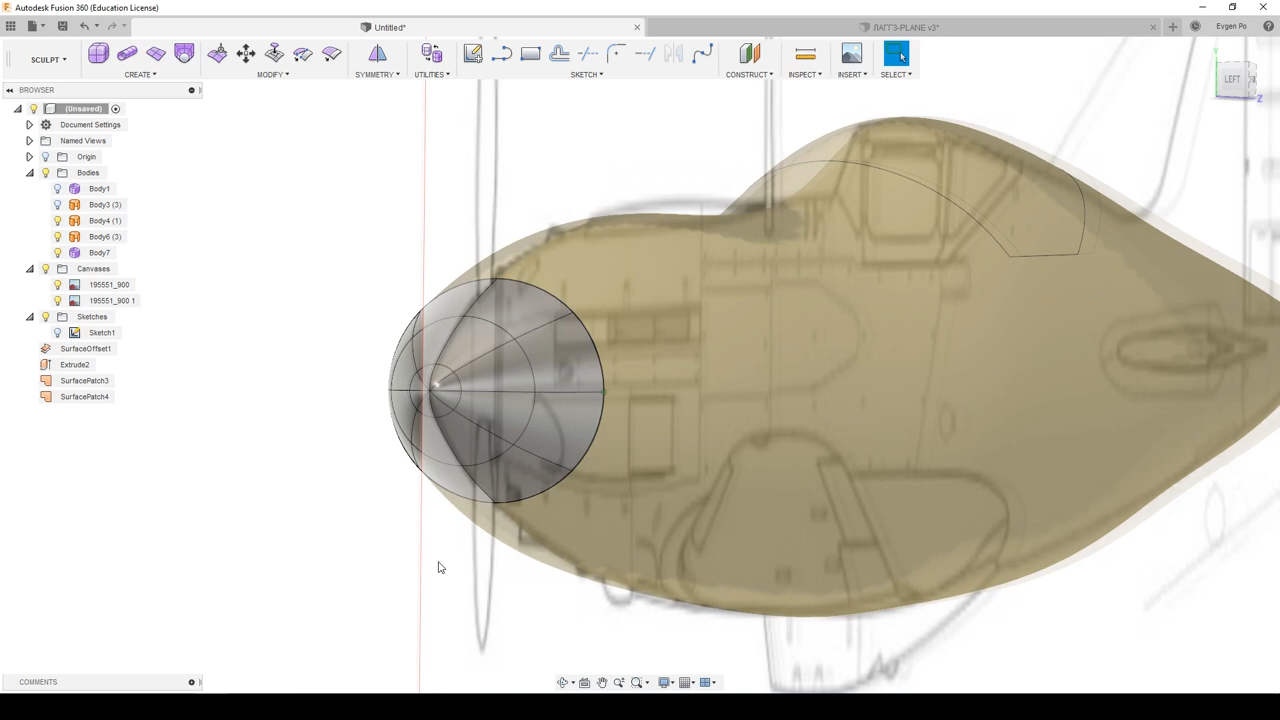 Autodesk Fusion 360 (Education License)
Untitled*
ЛАГГЗ-PLANE v3*
Evgen Po
SCULPT
CREATE
MODIFY
SYMMETRY
UTILITIES
SKETCH
CONSTRUCT
INSPECT
INSERT
SELECT
BROWSER
(Unsaved)
Document Settings
Named Views
Origin
Bodies
Body1
Body3 (3)
Body4 (1)
Body6 (3)
Body7
Canvases
195551_900
195551_900 1
Sketches
Sketch1
SurfaceOffset1
Extrude2
SurfacePatch3
SurfacePatch4
Y
LEFT
Z
COMMENTS